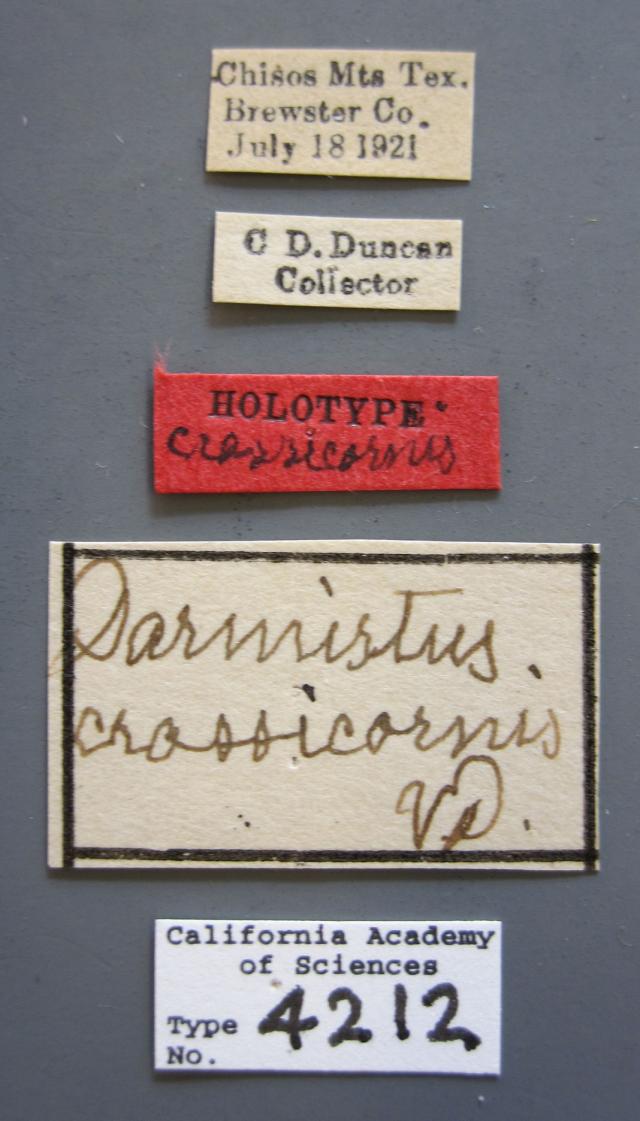 Chisos Mts Tex.
Brewster Co.
July 18 1921
C D. Duncan
Collector
HOLOTYPE
crassicornis
Darmistus.
crassicornis
VD.
California Academy
of Sciences
Type 4212
No.